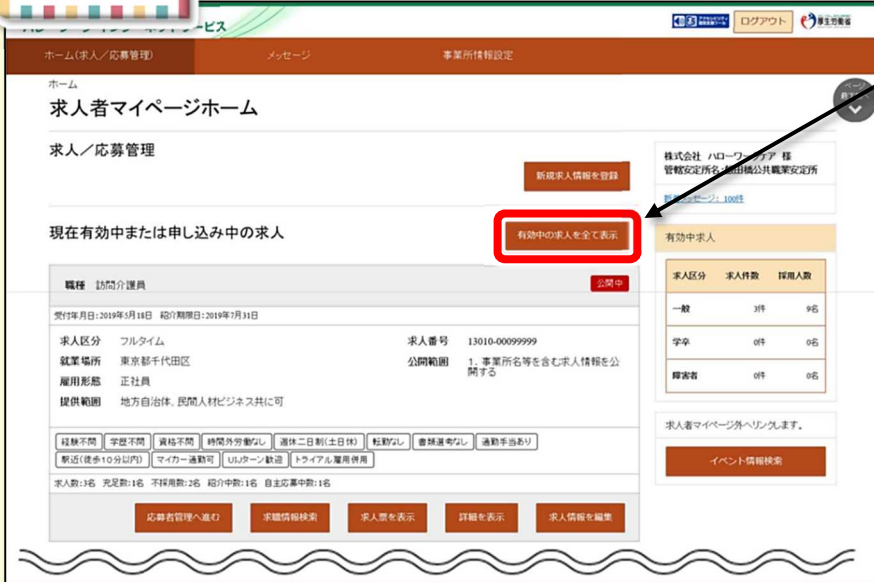 ログアウト
厚生労働省
ホーム(求人／応募管理)
メッセージ
事業所情報設定
ホーム
求人者マイページホーム
求人／応募管理
新規求人情報を登録
株式会社 ハローワークケア 様
管轄安定所名:飯田橋公共職業安定所
新着メッセージ: 100件
現在有効中または申し込み中の求人
有効中の求人を全て表示
有効中求人
職種 訪問介護員
公開中
求人区分 求人件数 採用人数
一般 3件 9名
学卒 0件 0名
障害者 0件 0名
受付年月日:2019年5月18日 紹介期限日:2019年7月31日
求人区分 フルタイム
求人番号 13010-00099999
就業場所 東京都千代田区
公開範囲 1. 事業所名等を含む求人情報を公
開する
雇用形態 正社員
提供範囲 地方自治体、民間人材ビジネス共に可
経験不問 学歴不問 資格不問 時間外労働なし 週休二日制(土日休) 転勤なし 書類選考なし 通勤手当あり
駅近(徒歩10分以内) マイカー通勤可 UIJターン歓迎 トライアル雇用併用
求人数:3名 充足数:1名 不採用数:2名 紹介中数:1名 自主応募中数:1名
求人者マイページ外へリンクします。
イベント情報検索
応募者管理へ進む
求職情報検索
求人票を表示
詳細を表示
求人情報を編集